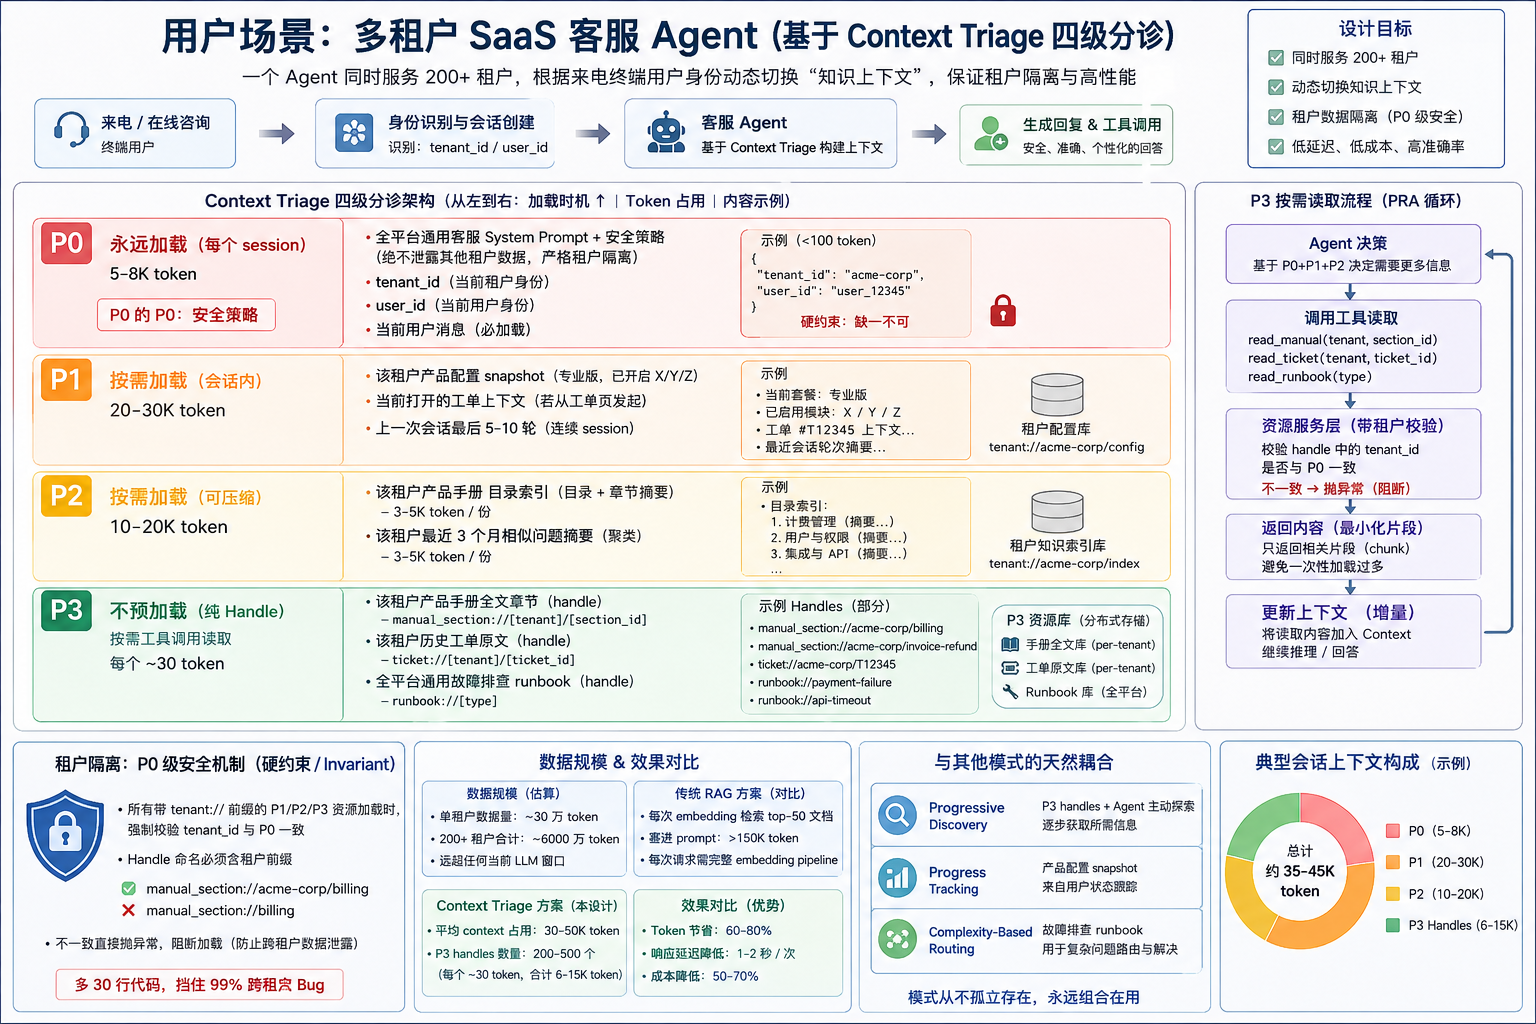 用户场景：多租户 SaaS 客服 Agent（基于 Context Triage 四级分诊）
一个 Agent 同时服务 200+ 租户，根据来电终端用户身份动态切换“知识上下文”，保证租户隔离与高性能
设计目标
同时服务 200+ 租户
动态切换知识上下文
租户数据隔离（P0 级安全）
低延迟、低成本、高准确率
来电 / 在线咨询
终端用户
身份识别与会话创建
识别：tenant_id / user_id
客服 Agent
基于 Context Triage 构建上下文
生成回复 & 工具调用
安全、准确、个性化的回答
Context Triage 四级分诊架构（从左到右：加载时机 ↑ | Token 占用 | 内容示例）
P0
永远加载（每个 session）
5-8K token
P0 的 P0：安全策略
• 全平台通用客服 System Prompt + 安全策略
（绝不泄露其他租户数据，严格租户隔离）
• tenant_id（当前租户身份）
• user_id（当前用户身份）
• 当前用户消息（必加载）
示例（<100 token）
{
"tenant_id": "acme-corp",
"user_id": "user_12345"
}
硬约束：缺一不可
P1
按需加载（会话内）
20-30K token
• 该租户产品配置 snapshot（专业版，已开启 X/Y/Z）
• 当前打开的工单上下文（若从工单页发起）
• 上一次会话最后 5-10 轮（连续 session）
示例
• 当前套餐：专业版
• 已启用模块：X / Y / Z
• 工单 #T12345 上下文...
• 最近会话轮次摘要...
租户配置库
tenant://acme-corp/config
P2
按需加载（可压缩）
10-20K token
• 该租户产品手册 目录索引（目录 + 章节摘要）
– 3-5K token / 份
• 该租户最近 3 个月相似问题摘要（聚类）
– 3-5K token / 份
示例
• 目录索引：
1. 计费管理（摘要...）
2. 用户与权限（摘要...）
3. 集成与 API（摘要...）
...
租户知识索引库
tenant://acme-corp/index
P3
不预加载（纯 Handle）
按需工具调用读取
每个 ~30 token
• 该租户产品手册全文章节（handle）
– manual_section://[tenant]/[section_id]
• 该租户历史工单原文（handle）
– ticket://[tenant]/[ticket_id]
• 全平台通用故障排查 runbook（handle）
– runbook://[type]
示例 Handles（部分）
• manual_section://acme-corp/billing
• manual_section://acme-corp/invoice-refund
• ticket://acme-corp/T12345
• runbook://payment-failure
• runbook://api-timeout
P3 资源库（分布式存储）
手册全文库 (per-tenant)
工单原文库 (per-tenant)
Runbook 库（全平台）
P3 按需读取流程（PRA 循环）
Agent 决策
基于 P0+P1+P2 决定需要更多信息
调用工具读取
read_manual(tenant, section_id)
read_ticket(tenant, ticket_id)
read_runbook(type)
资源服务层（带租户校验）
校验 handle 中的 tenant_id
是否与 P0 一致
不一致 → 抛异常（阻断）
返回内容（最小化片段）
只返回相关片段（chunk）
避免一次性加载过多
更新上下文（增量）
将读取内容加入 Context
继续推理 / 回答
租户隔离：P0 级安全机制（硬约束 / Invariant）
• 所有带 tenant:// 前缀的 P1/P2/P3 资源加载时，
强制校验 tenant_id 与 P0 一致
• Handle 命名必须含租户前缀
manual_section://acme-corp/billing
manual_section://billing
• 不一致直接抛异常，阻断加载（防止跨租户数据泄露）
多 30 行代码，挡住 99% 跨租户 Bug
数据规模 & 效果对比
数据规模（估算）
• 单租户数据量：~30 万 token
• 200+ 租户合计：~6000 万 token
• 远超任何当前 LLM 窗口
传统 RAG 方案（对比）
• 每次 embedding 检索 top-50 文档
• 塞进 prompt：>150K token
• 每次请求需完整 embedding pipeline
Context Triage 方案（本设计）
• 平均 context 占用：30-50K token
• P3 handles 数量：200-500 个
（每个 ~30 token，合计 6-15K token）
效果对比（优势）
• Token 节省：60-80%
• 响应延迟降低：1-2 秒 / 次
• 成本降低：50-70%
与其他模式的天然耦合
Progressive Discovery
P3 handles + Agent 主动探索
逐步获取所需信息
Progress Tracking
产品配置 snapshot
来自用户状态跟踪
Complexity-Based Routing
故障排查 runbook
用于复杂问题路由与解决
模式从不孤立存在，永远组合在用
典型会话上下文构成（示例）
总计
约 35-45K
token
P0（5-8K）
P1（20-30K）
P2（10-20K）
P3 Handles (6-15K)